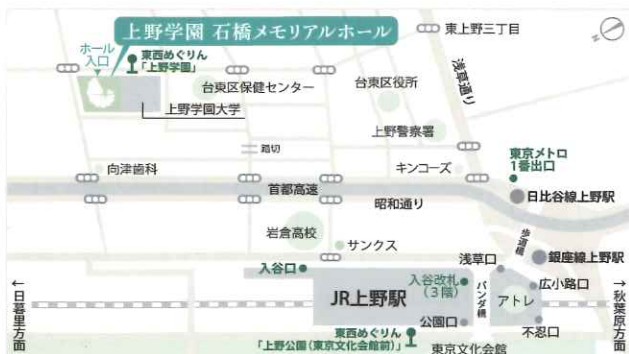 上野学園 石橋メモリアルホール
東上野三丁目
N
ホール
入口
東西めぐりん
「上野学園」
台東区保健センター
台東区役所
浅草通り
上野学園大学
上野警察署
踏切
向津歯科
キンコーズ
東京メトロ
1番出口
首都高速
日比谷線上野駅
昭和通り
岩倉高校
サンクス
歩道橋
銀座線上野駅
入谷口
浅草口
入谷改札
(3階)
広小路口
←日暮里方面
JR上野駅
パンダ橋
アトレ
→秋葉原方面
公園口
不忍口
東西めぐりん
「上野公園(東京文化会館前)」
東京文化会館